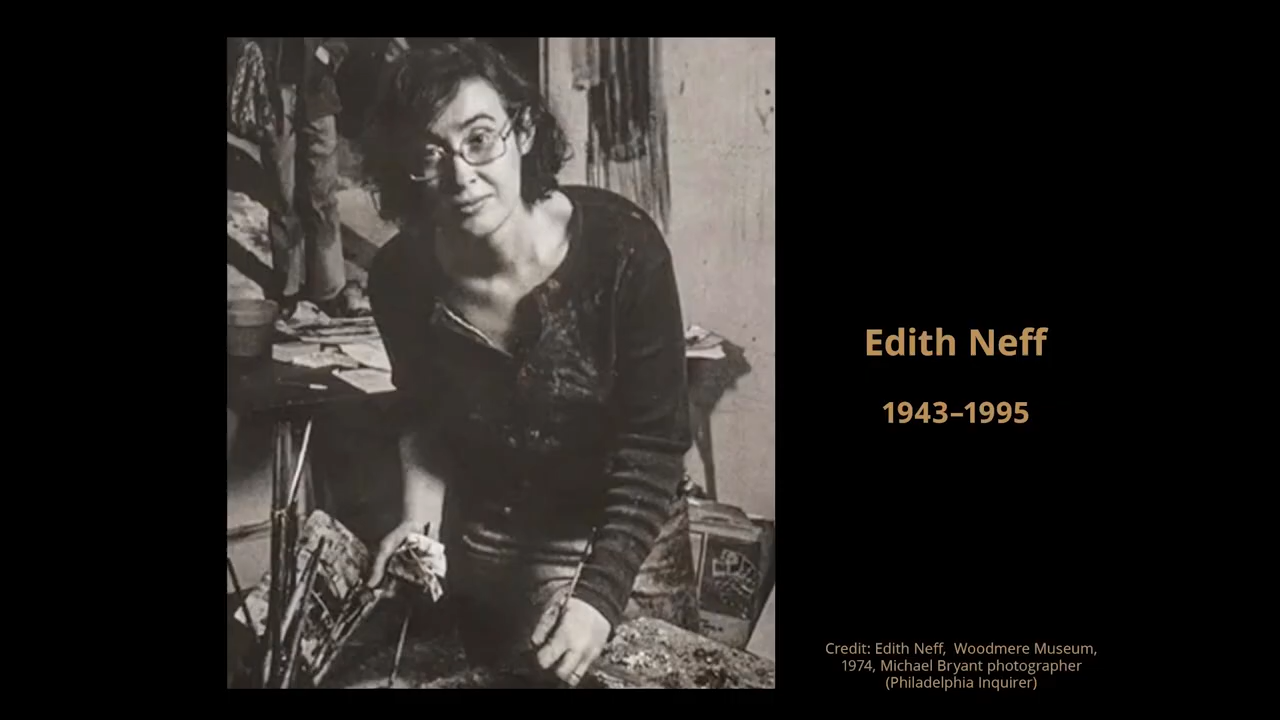 Edith Neff
1943–1995
Credit: Edith Neff, Woodmere Museum,
1974, Michael Bryant photographer
(Philadelphia Inquirer)